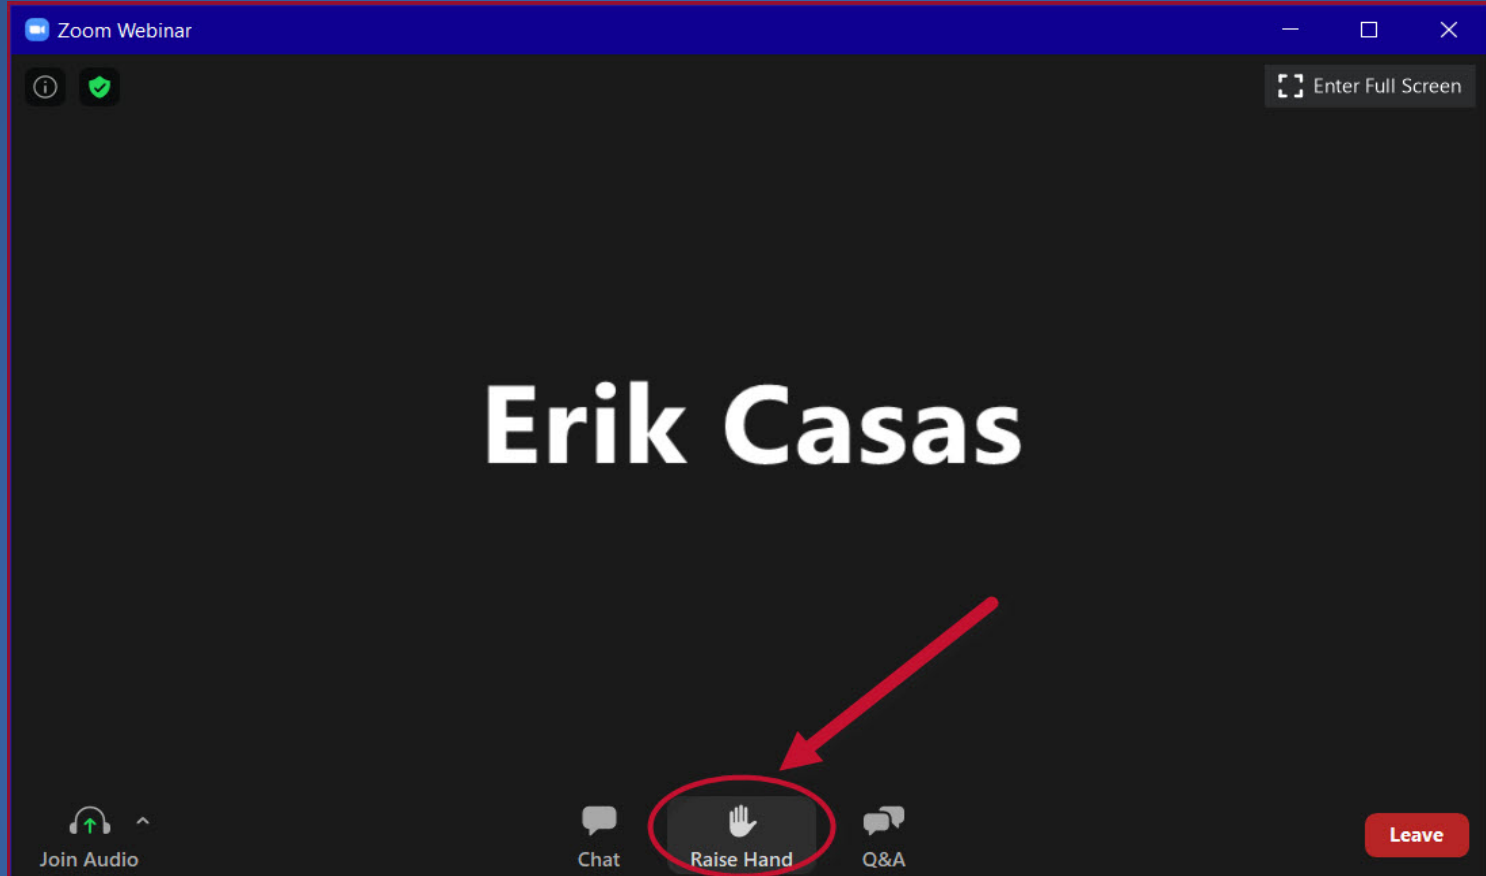 Zoom Webinar
Enter Full Screen
Erik Casas
Join Audio
Chat
Raise Hand
Q&A
Leave